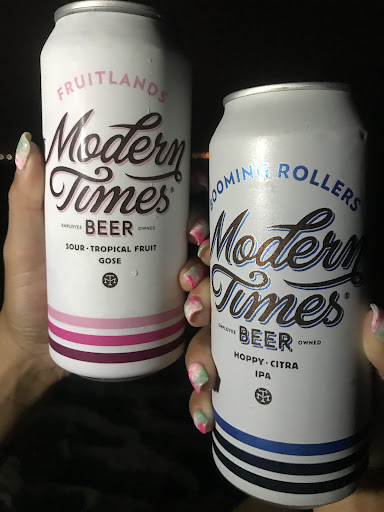 FRUITLANDS
Modern
Times®
EMPLOYEE BEER OWNED
SOUR · TROPICAL FRUIT
GOSE
OOMING ROLLERS
Modern
Times®
EMPLOYEE BEER OWNED
HOPPY · CITRA
IPA